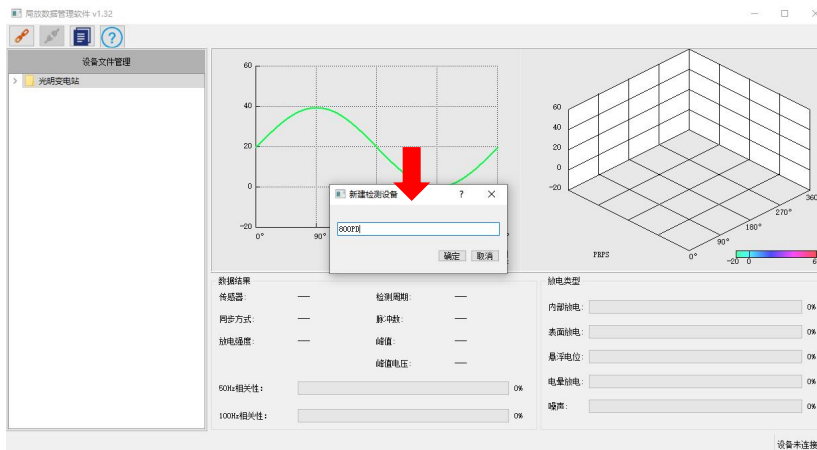 局放数据管理软件 v1.32
设备文件管理
光明变电站
60
40
20
0
-20
0°
90°
新建检测设备
?
800PD
确定
取消
60
40
20
0
-20
PRPS
0°
90°
180°
270°
360
-20
0
6
数据结果
传感器: —— 检测周期: ——
同步方式: —— 脉冲数: ——
放电强度: —— 峰值: ——
峰值电压: ——
50Hz相关性: 0%
100Hz相关性: 0%
放电类型
内部放电: 0%
表面放电: 0%
悬浮电位: 0%
电晕放电: 0%
噪声: 0%
设备未连接